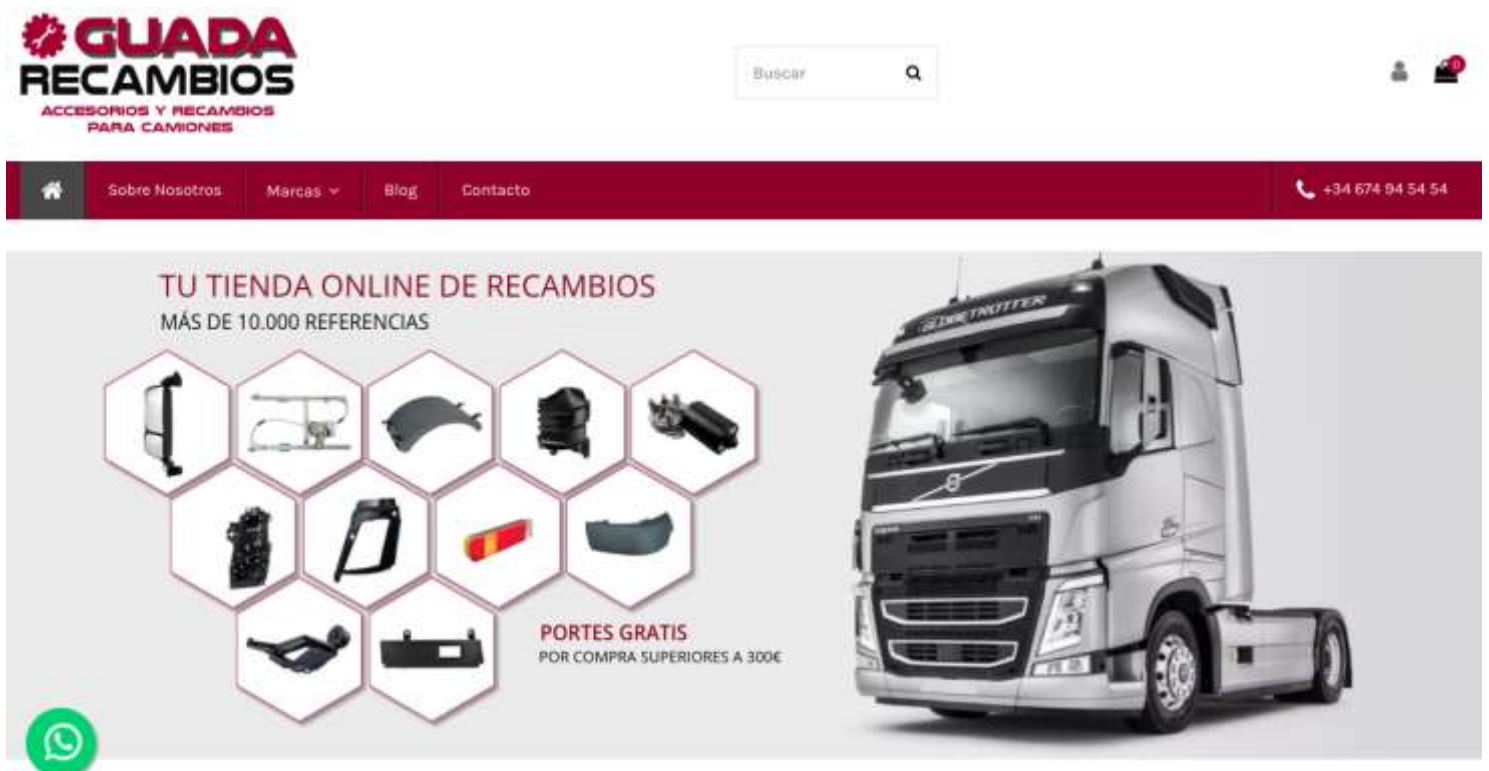 GUADA
RECAMBIOS
ACCESORIOS Y RECAMBIOS
PARA CAMIONES
Buscar
0
Sobre Nosotros
Marcas
Blog
Contacto
+34 674 94 54 54
TU TIENDA ONLINE DE RECAMBIOS
MÁS DE 10.000 REFERENCIAS
GLOBETROTTER
PORTES GRATIS
POR COMPRA SUPERIORES A 300€